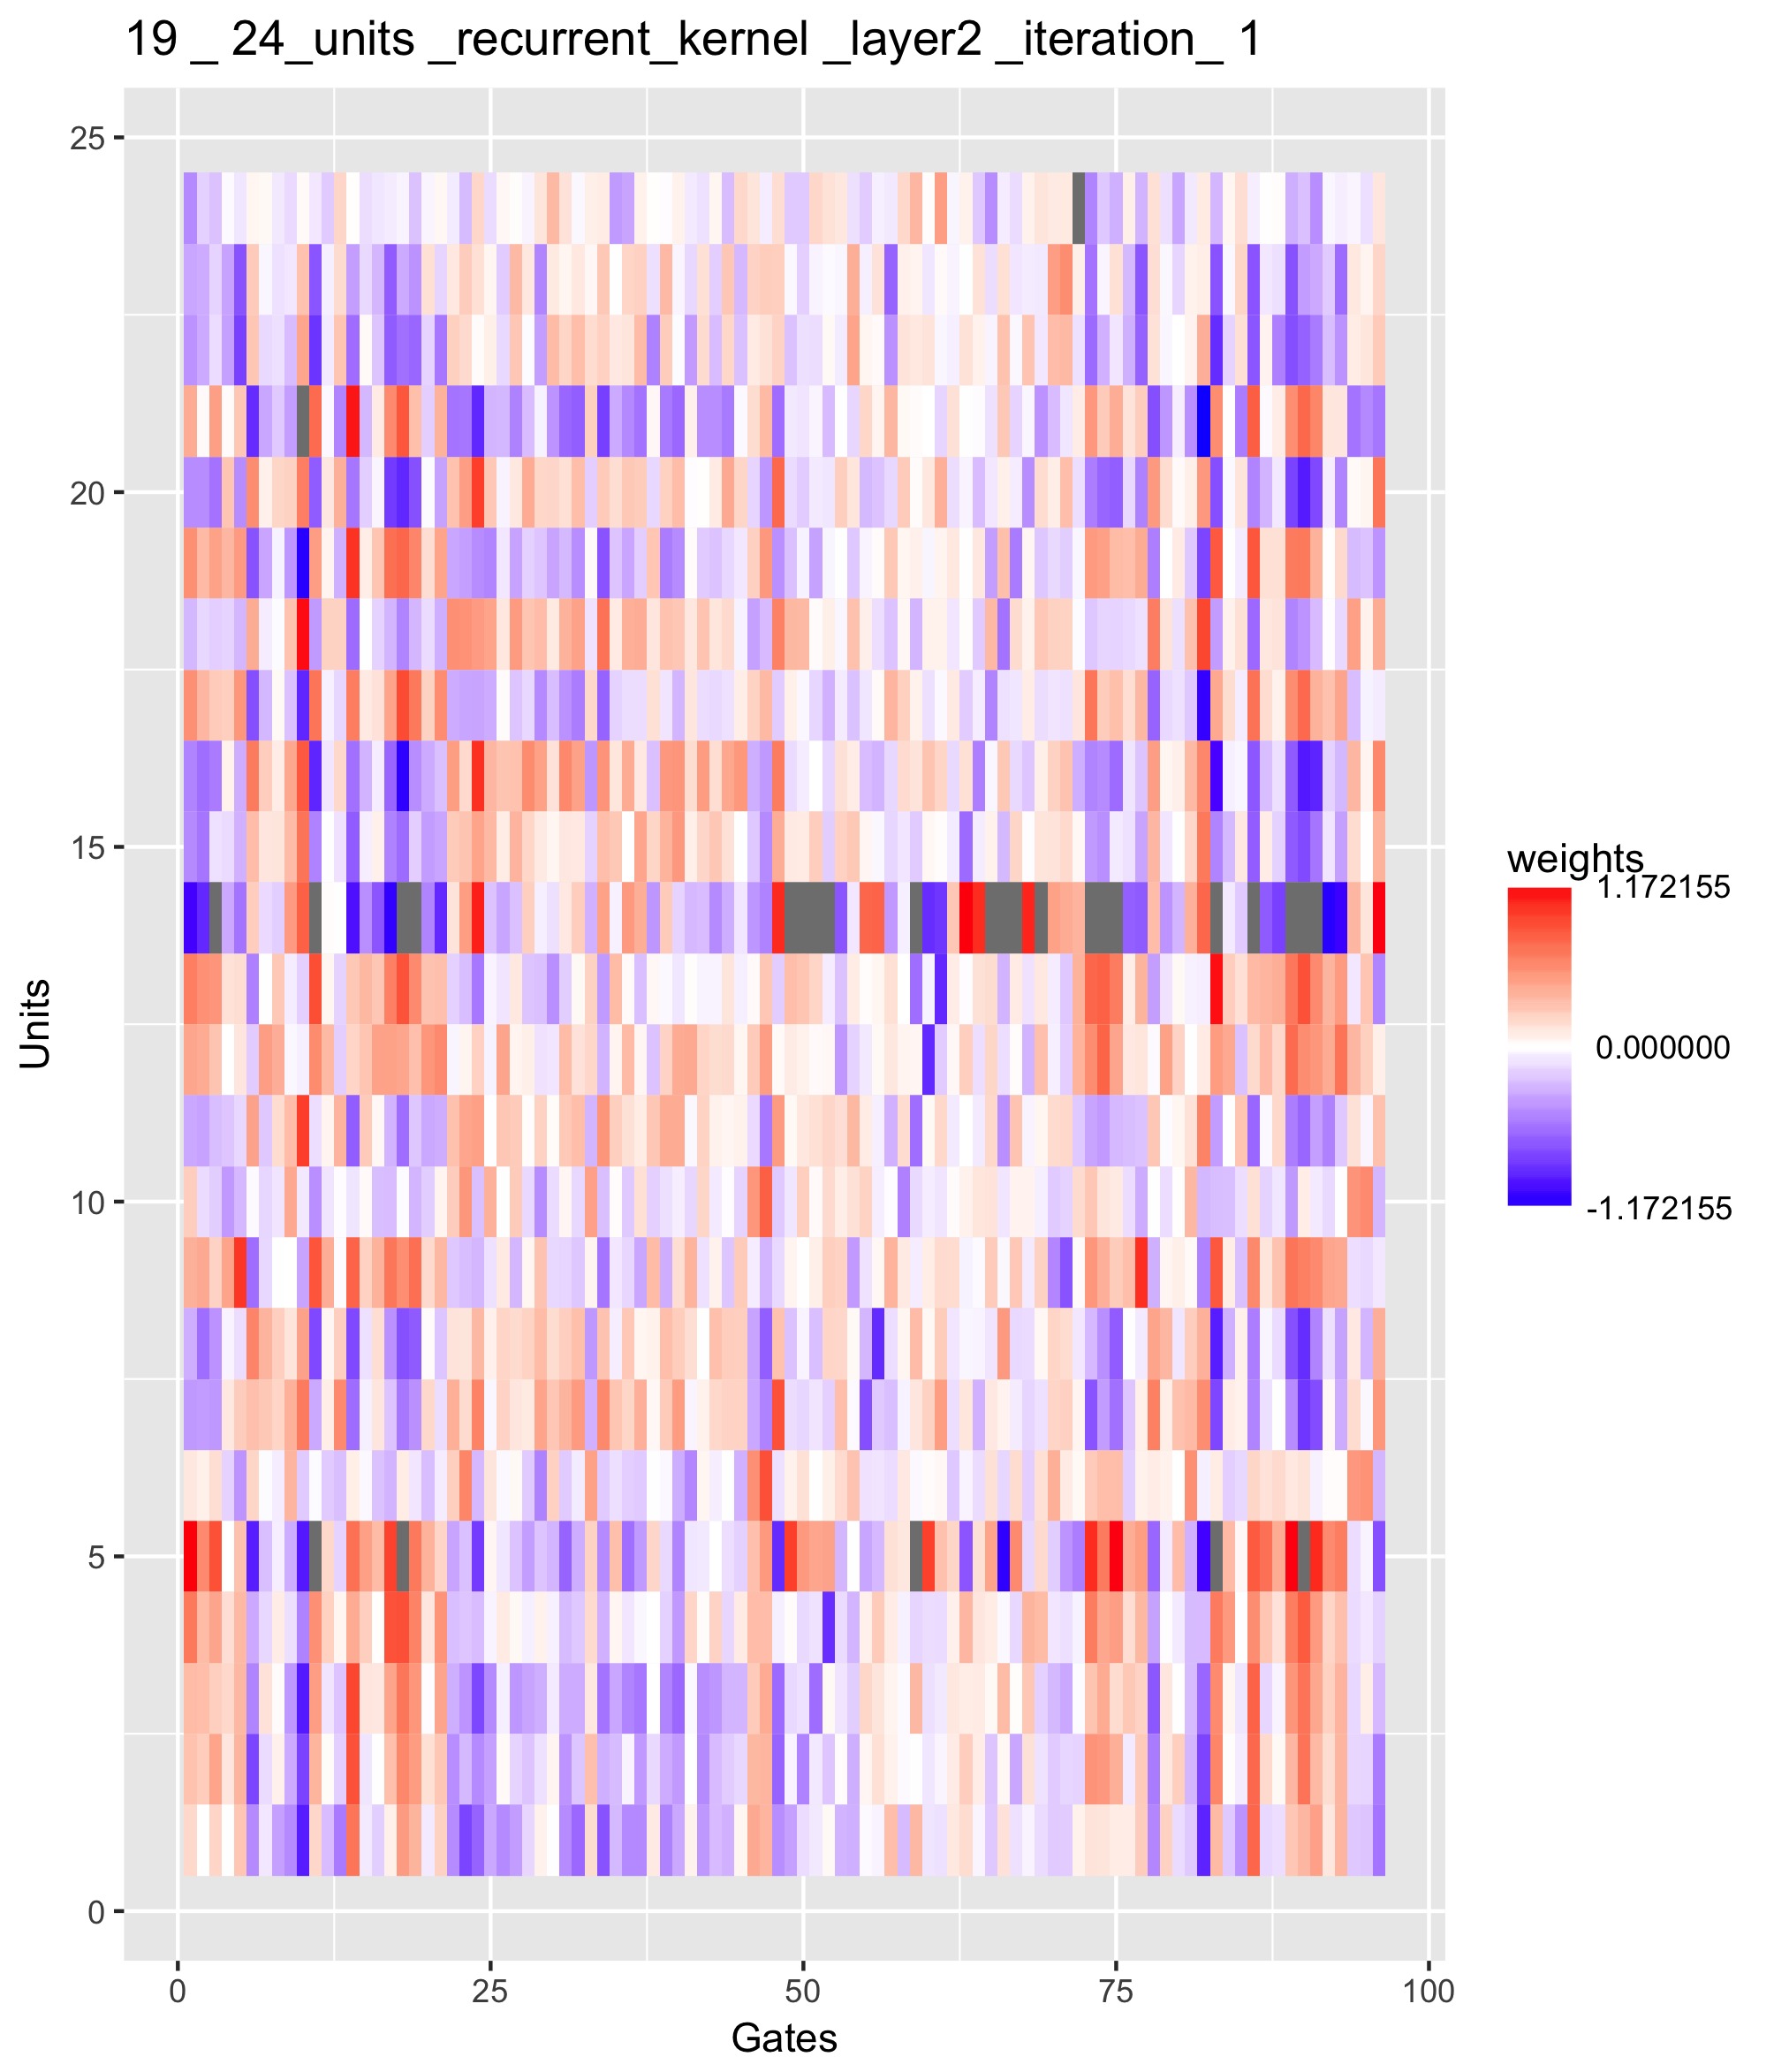 19 _ 24_units _recurrent_kernel _layer2 _iteration_ 1
25
20
15
10
5
0
Units
0 25 50 75 100
Gates
weights
1.172155
0.000000
-1.172155